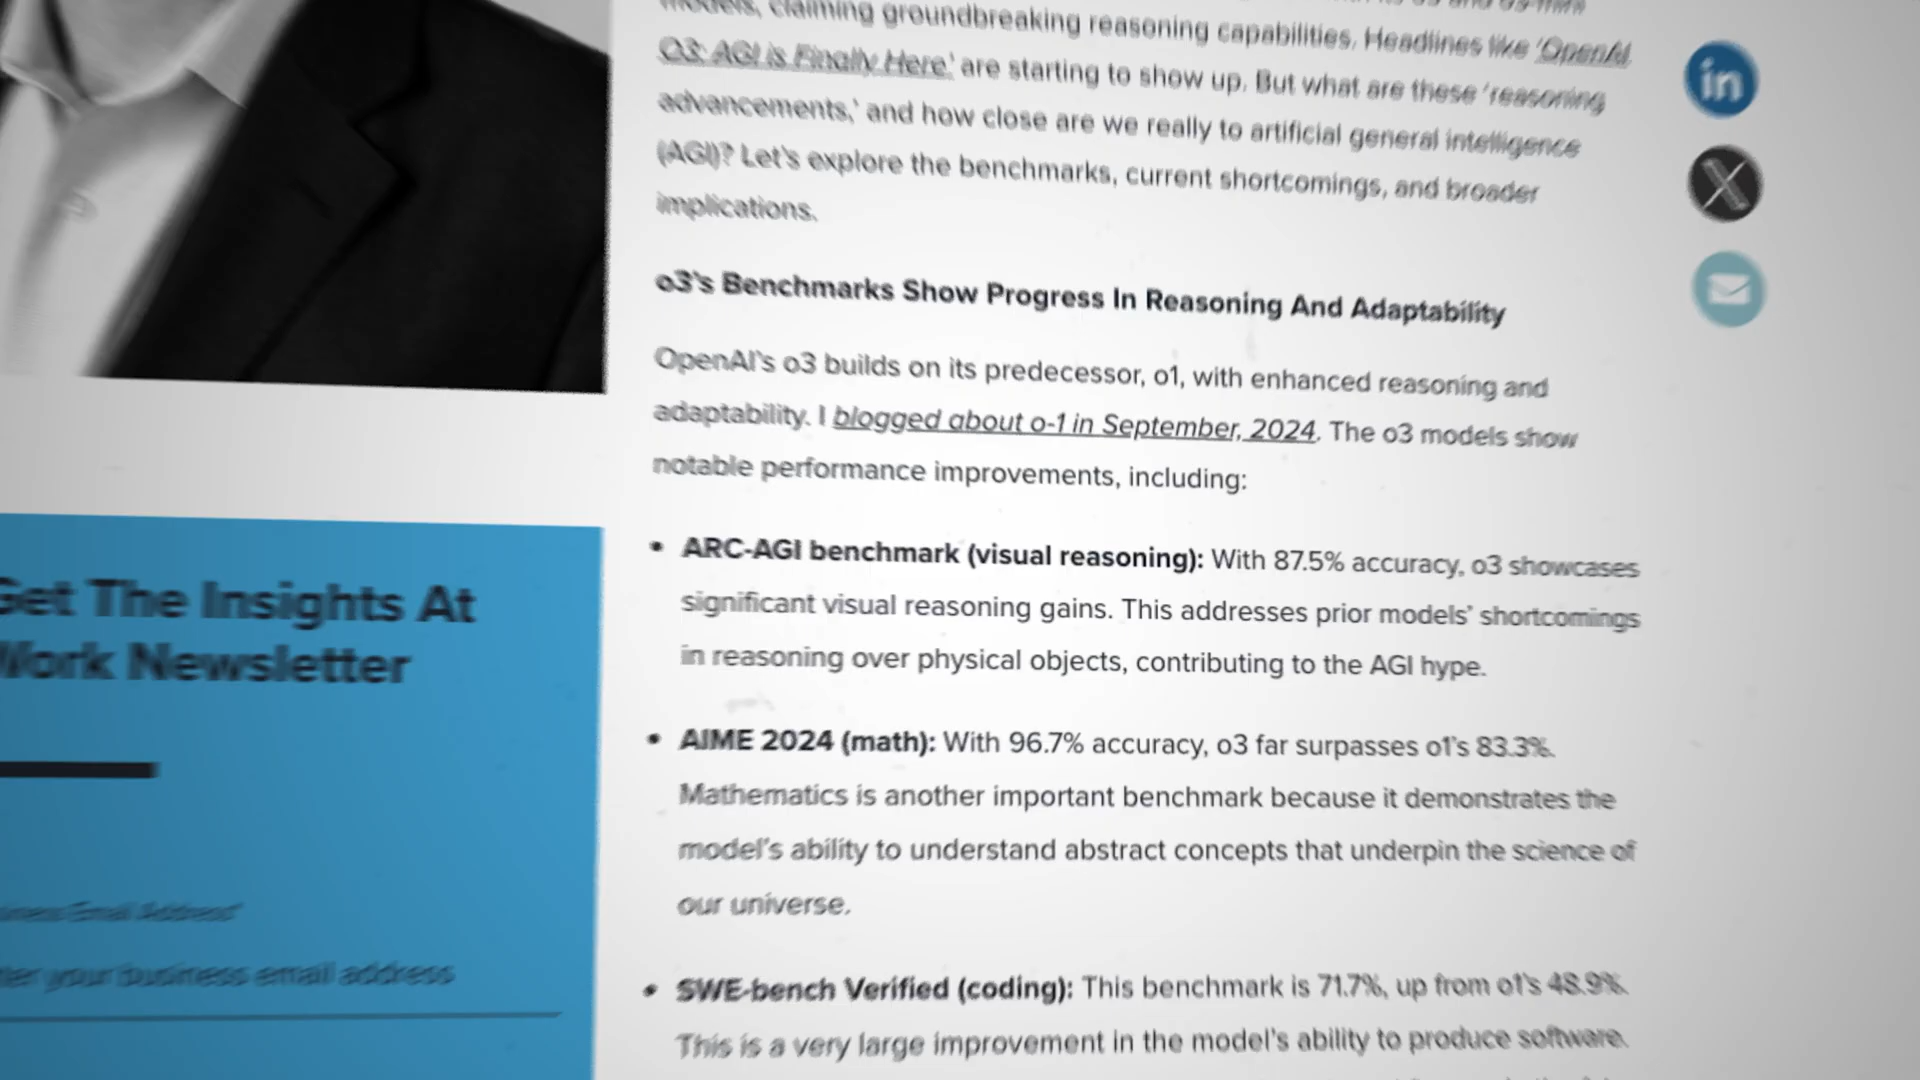 models, claiming groundbreaking reasoning capabilities. Headlines like 'OpenAI
O3: AGI is Finally Here,' are starting to show up. But what are these 'reasoning
advancements,' and how close are we really to artificial general intelligence
(AGI)? Let's explore the benchmarks, current shortcomings, and broader
implications.
in
X
o3's Benchmarks Show Progress In Reasoning And Adaptability
OpenAI's o3 builds on its predecessor, o1, with enhanced reasoning and
adaptability. I blogged about o-1 in September, 2024. The o3 models show
notable performance improvements, including:
• ARC-AGI benchmark (visual reasoning): With 87.5% accuracy, o3 showcases
significant visual reasoning gains. This addresses prior models' shortcomings
in reasoning over physical objects, contributing to the AGI hype.
• AIME 2024 (math): With 96.7% accuracy, o3 far surpasses o1's 83.3%.
Mathematics is another important benchmark because it demonstrates the
model's ability to understand abstract concepts that underpin the science of
our universe.
• SWE-bench Verified (coding): This benchmark is 71.7%, up from o1's 48.9%.
This is a very large improvement in the model's ability to produce software.
Get The Insights At
Work Newsletter
Email Address*
your business email address